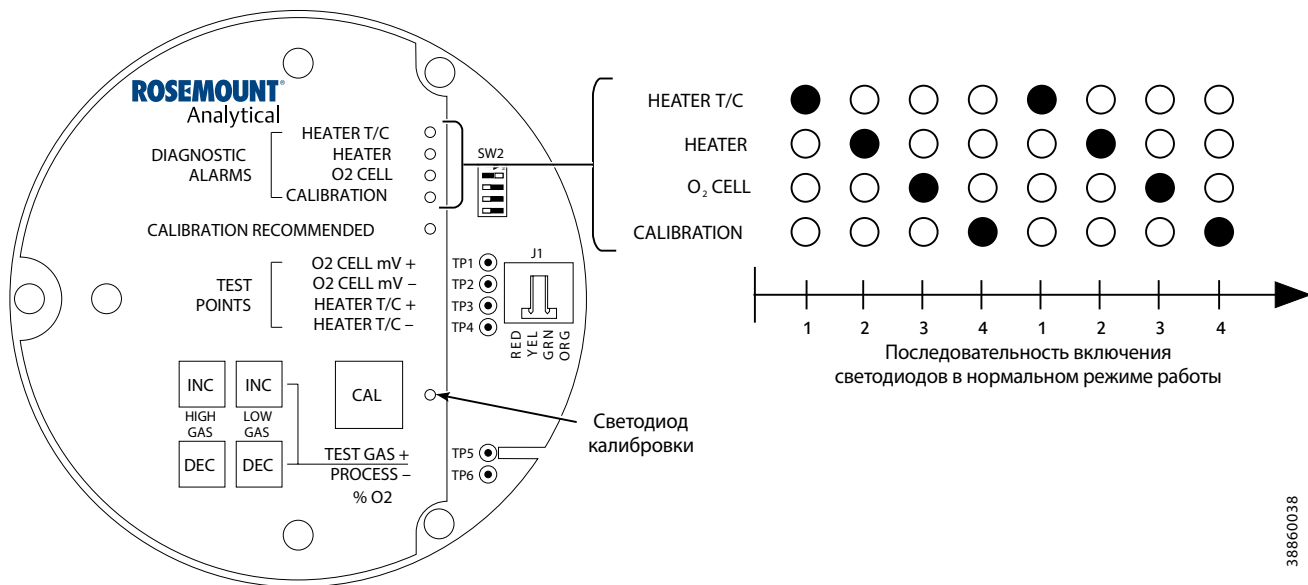 ROSEMOUNT®
Analytical
DIAGNOSTIC
ALARMS
HEATER T/C
HEATER
O2 CELL
CALIBRATION
CALIBRATION RECOMMENDED
SW2
TEST
POINTS
O2 CELL mV +
O2 CELL mV –
HEATER T/C +
HEATER T/C –
TP1
TP2
TP3
TP4
J1
RED
YEL
GRN
ORG
INC
INC
HIGH
GAS
LOW
GAS
DEC
DEC
CAL
TEST GAS +
PROCESS –
% O2
TP5
TP6
Светодиод
калибровки
HEATER T/C
HEATER
O₂ CELL
CALIBRATION
1 2 3 4 1 2 3 4
Последовательность включения
светодиодов в нормальном режиме работы
38860038